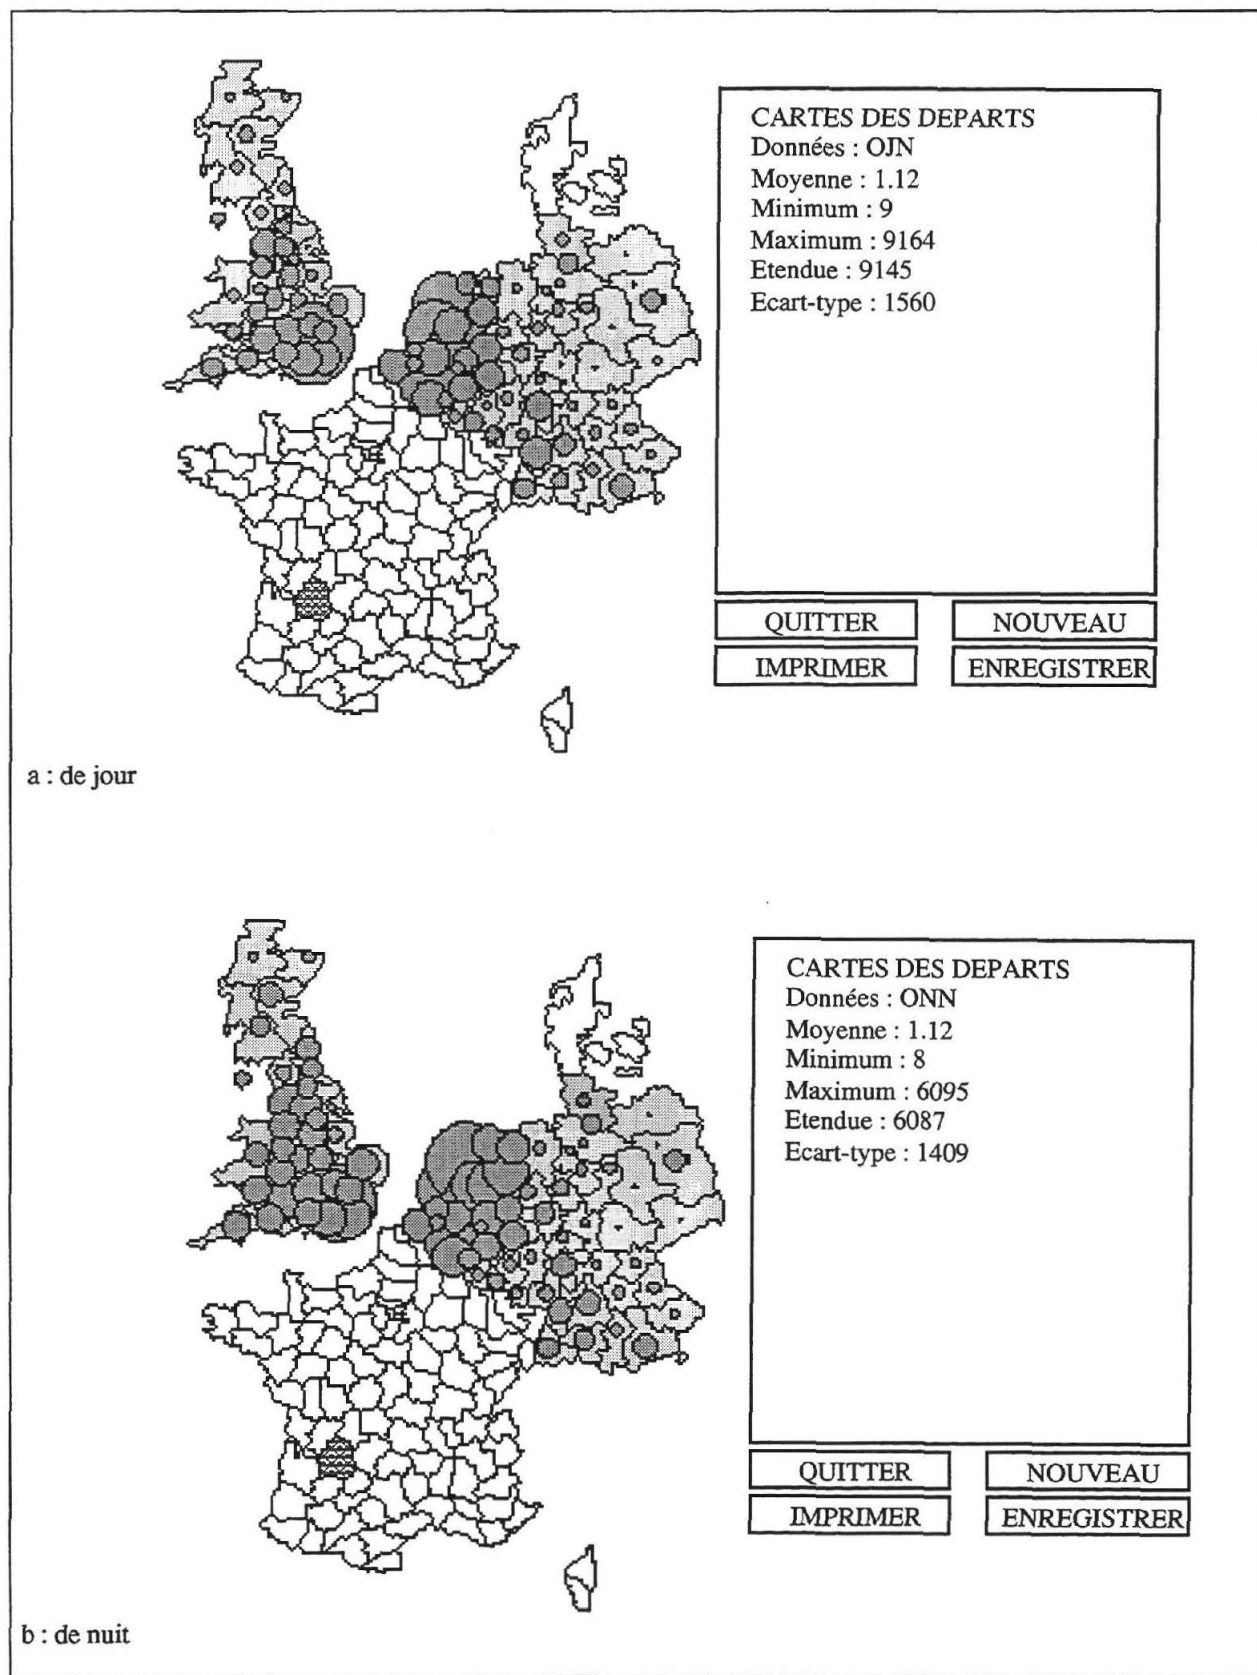 CARTES DES DEPARTS
Données : OJN
Moyenne : 1.12
Minimum : 9
Maximum : 9164
Etendue : 9145
Ecart-type : 1560
QUITTER
NOUVEAU
IMPRIMER
ENREGISTRER
a : de jour
CARTES DES DEPARTS
Données : ONN
Moyenne : 1.12
Minimum : 8
Maximum : 6095
Etendue : 6087
Ecart-type : 1409
QUITTER
NOUVEAU
IMPRIMER
ENREGISTRER
b : de nuit